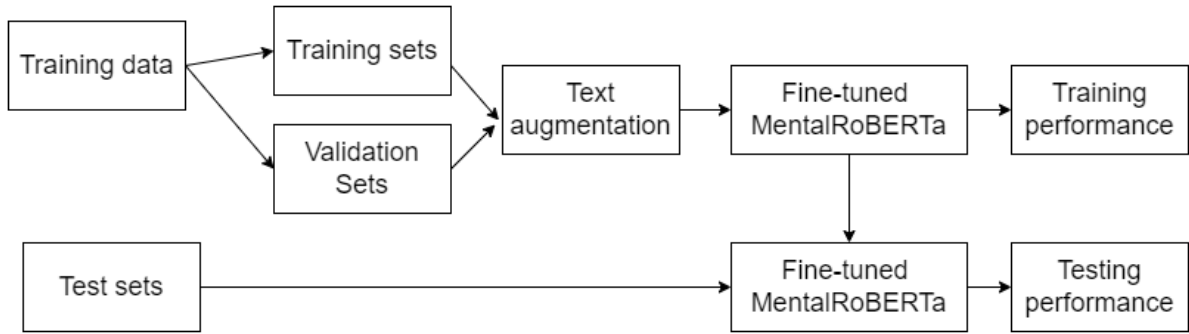 Training data
Training sets
Validation
Sets
Text
augmentation
Fine-tuned
MentalRoBERTa
Training
performance
Test sets
Fine-tuned
MentalRoBERTa
Testing
performance